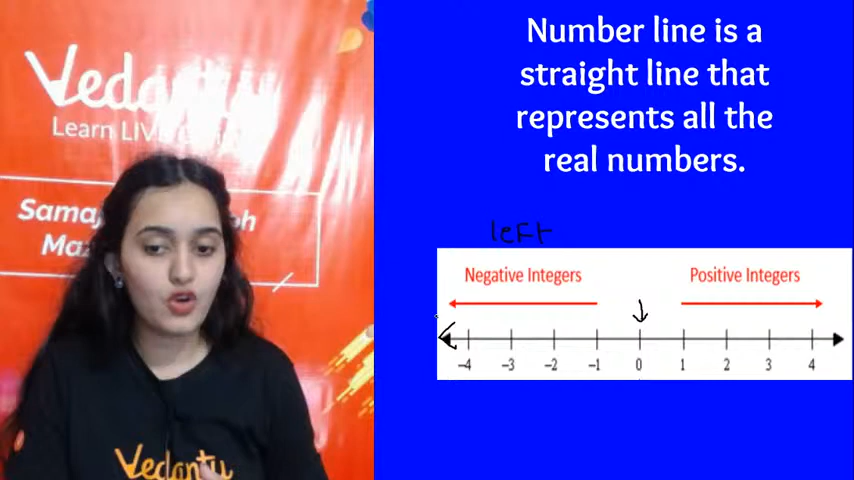 Vedantu
Learn LIVE
Number line is a
straight line that
represents all the
real numbers.
left
Negative Integers
Positive Integers
-4 -3 -2 -1 0 1 2 3 4
Vedantu